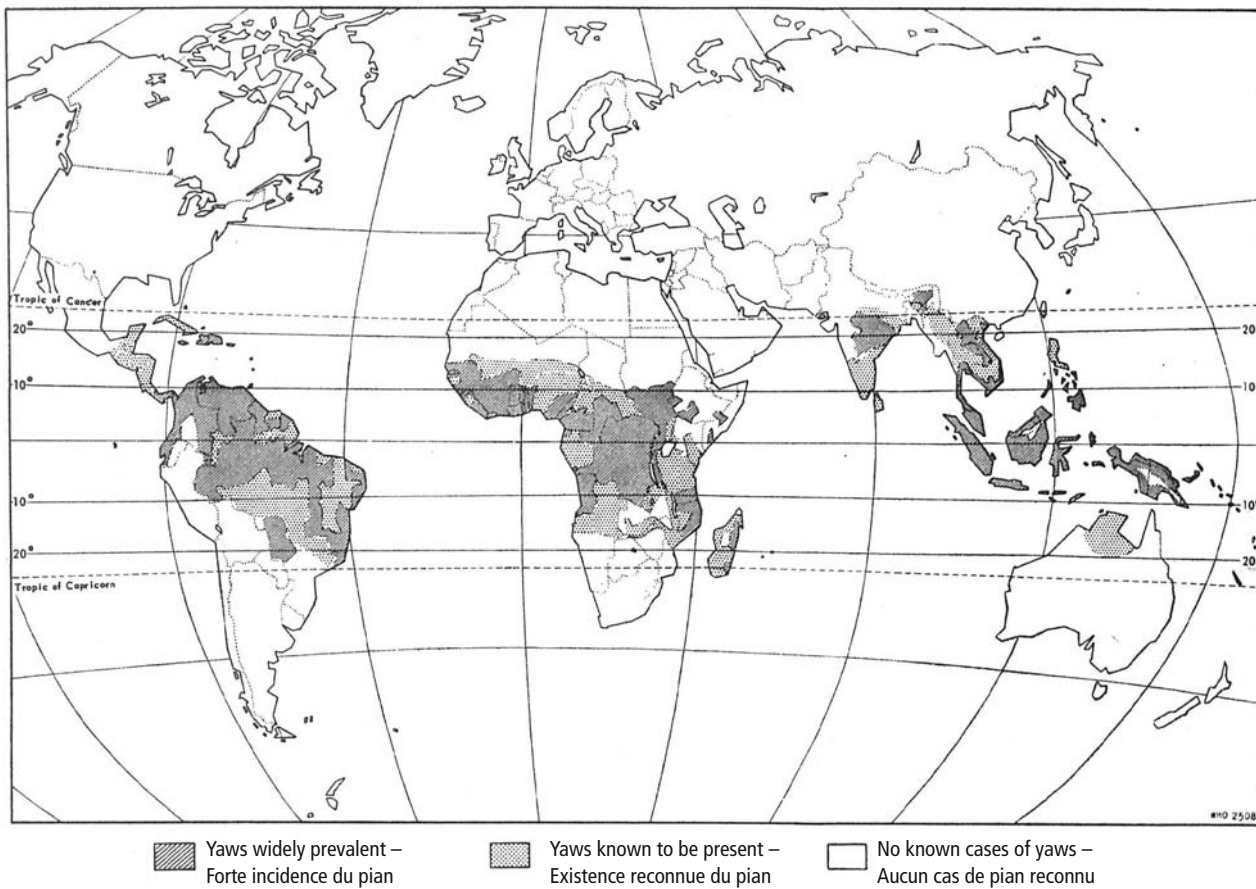 Tropic of Cancer
20°
20°
10°
10°
10°
10°
20°
20°
Tropic of Capricorn
WHO 2508
Yaws widely prevalent –
Forte incidence du pian
Yaws known to be present –
Existence reconnue du pian
No known cases of yaws –
Aucun cas de pian reconnu